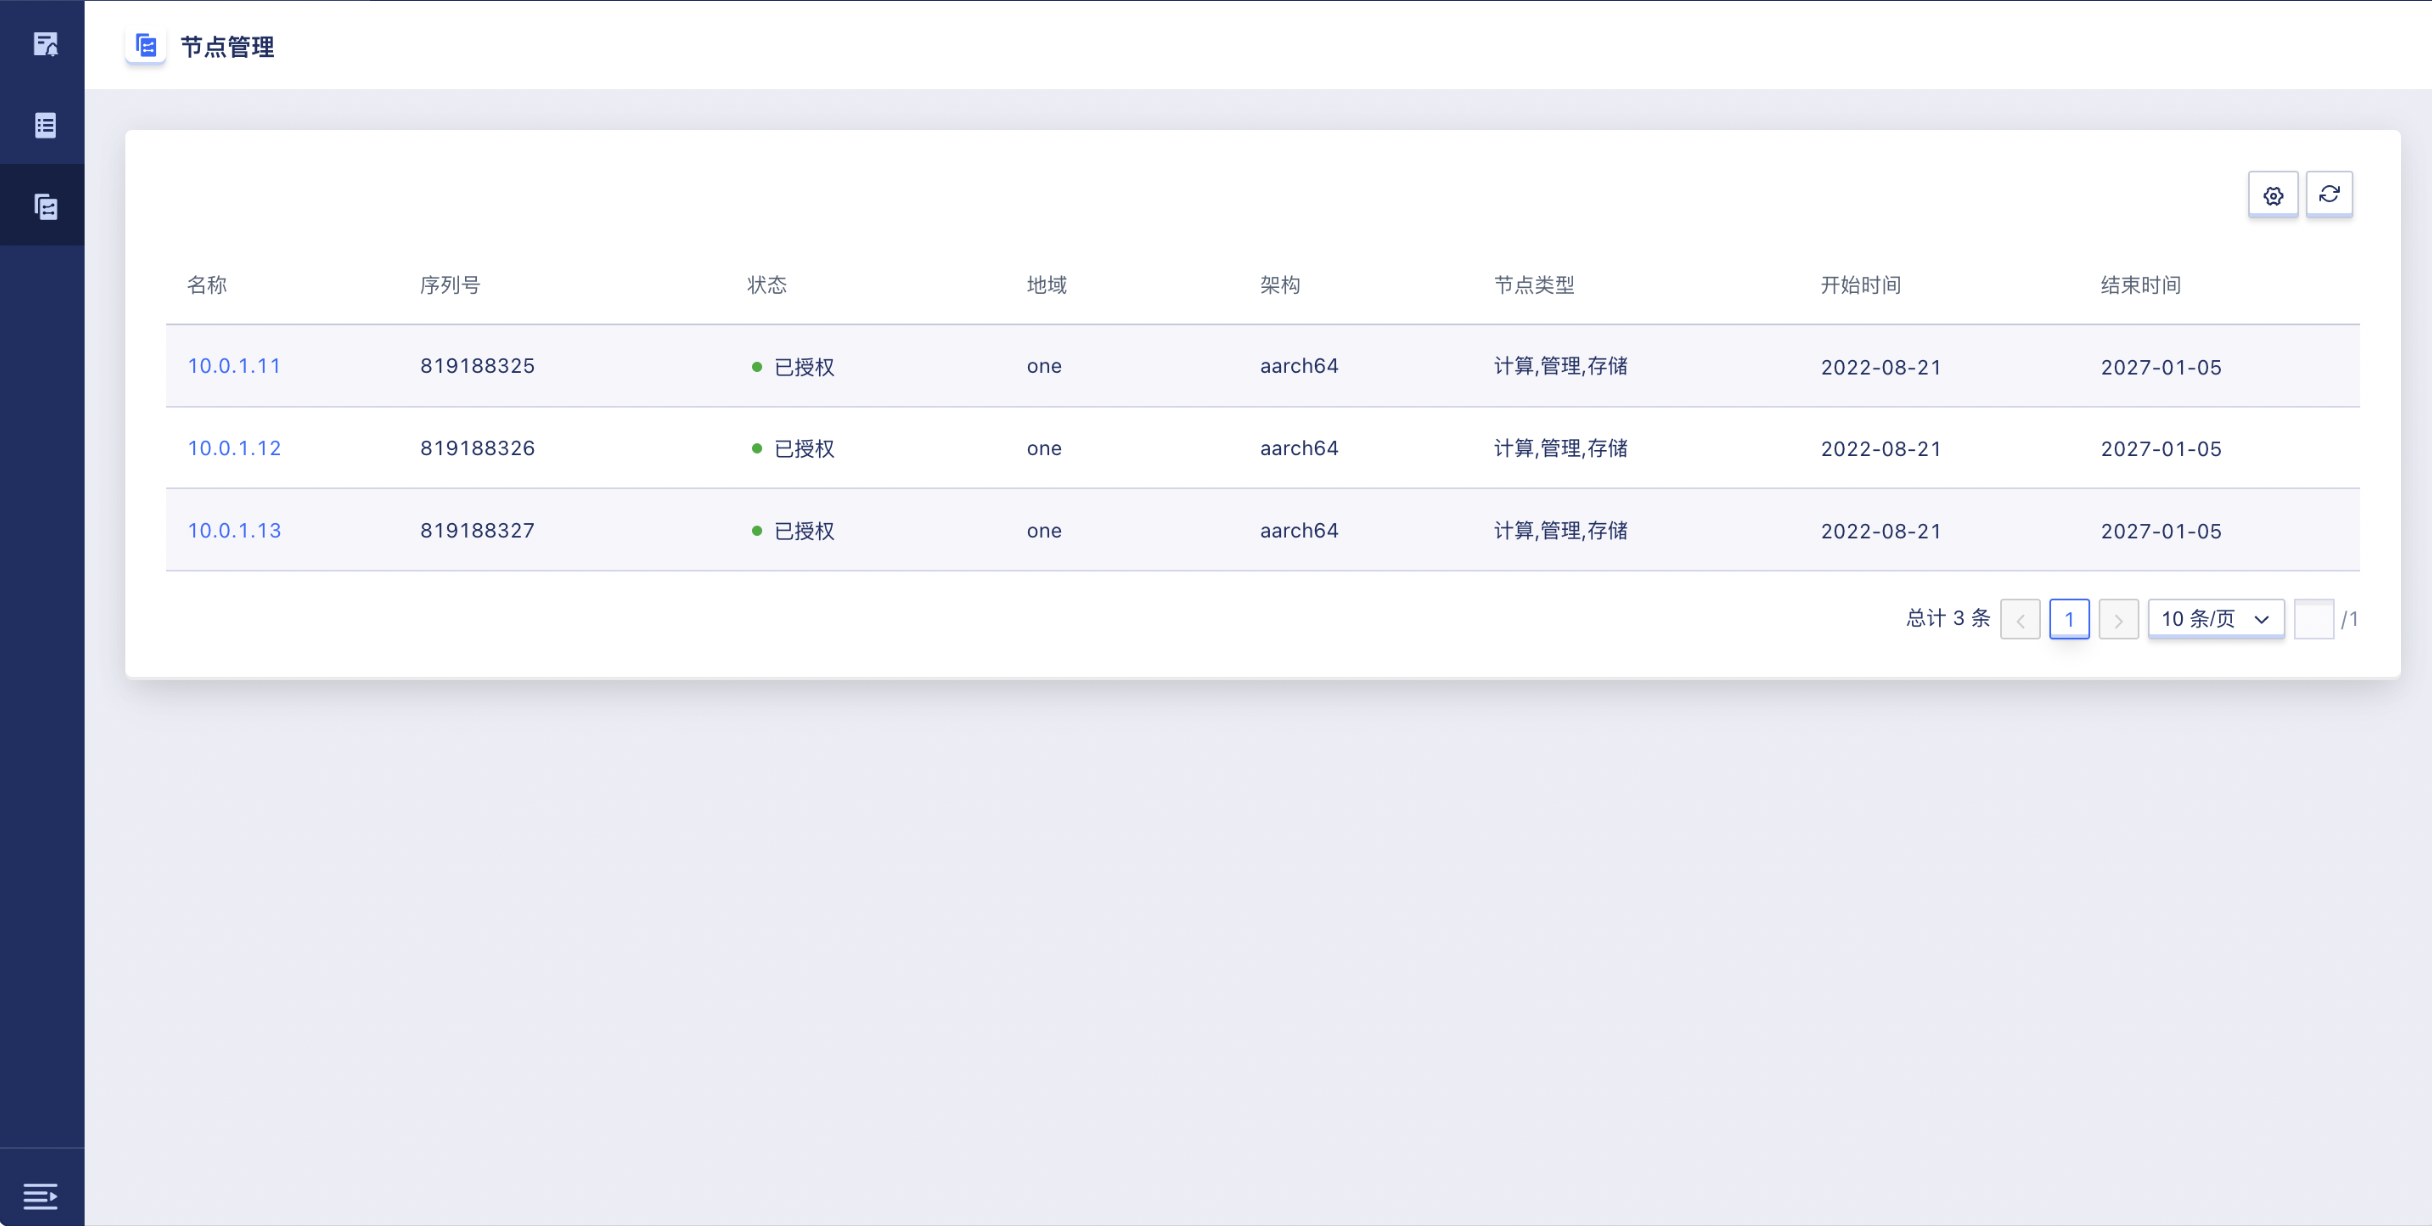 节点管理
名称 序列号 状态 地域 架构 节点类型 开始时间 结束时间
10.0.1.11 819188325 已授权 one aarch64 计算,管理,存储 2022-08-21 2027-01-05
10.0.1.12 819188326 已授权 one aarch64 计算,管理,存储 2022-08-21 2027-01-05
10.0.1.13 819188327 已授权 one aarch64 计算,管理,存储 2022-08-21 2027-01-05
总计 3 条 1 10 条/页 /1